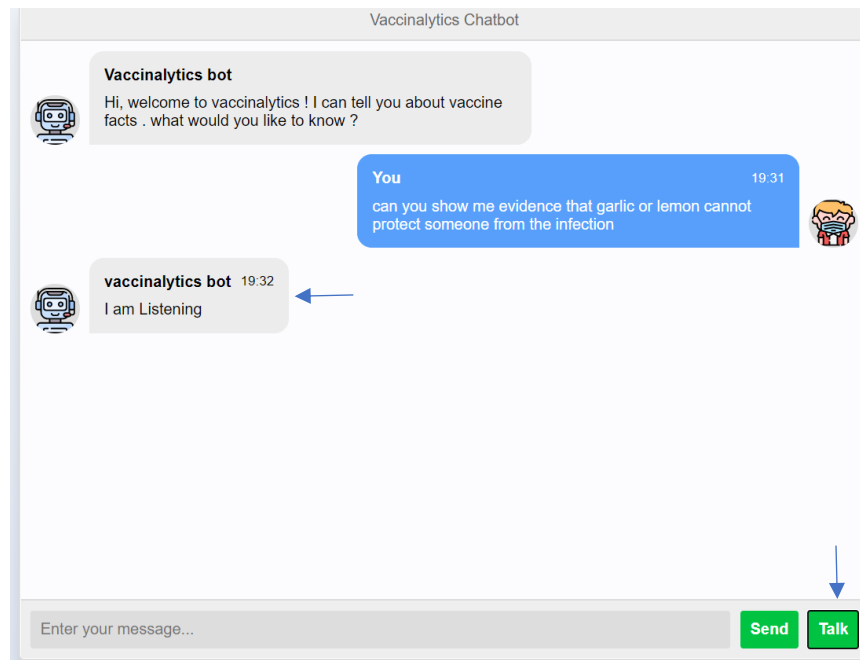 Vaccinalytics Chatbot
Vaccinalytics bot
Hi, welcome to vaccinalytics ! I can tell you about vaccine
facts . what would you like to know ?
You 19:31
can you show me evidence that garlic or lemon cannot
protect someone from the infection
vaccinalytics bot 19:32
I am Listening
Enter your message... Send Talk